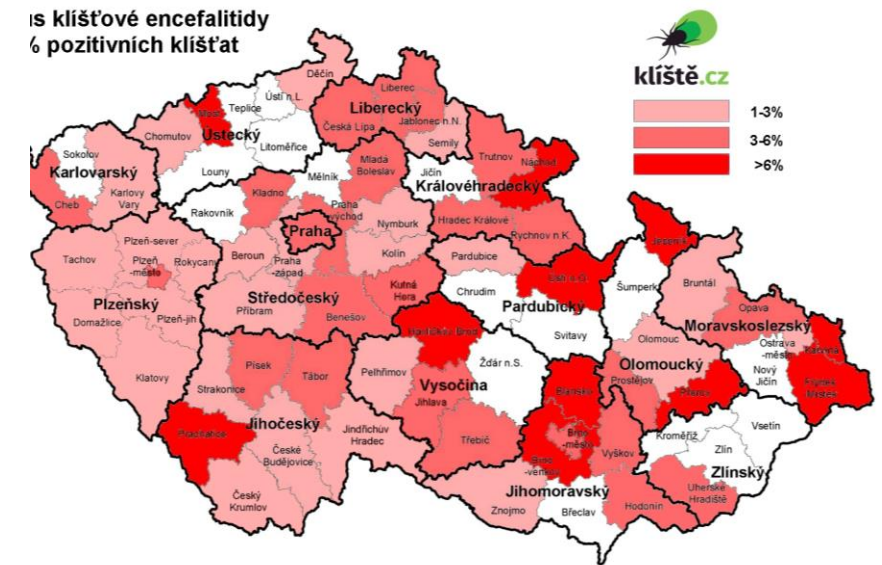 klíšťové encefalitidy
% pozitivních klíšťat
klíště.cz
1-3%
3-6%
>6%
Děčín
Liberec
Ústí n.L.
Teplice
Most
Liberecký
Jablonec n.N.
Česká Lípa
Chomutov
Ústecký
Semily
Litoměřice
Trutnov
Náchod
Sokolov
Karlovarský
Louny
Mělník
Mladá
Boleslav
Jičín
Královéhradecký
Karlovy
Vary
Cheb
Rakovník
Kladno
Praha
-východ
Nymburk
Hradec Králové
Rychnov n.K.
Praha
Plzeň-sever
Tachov
Plzeň
-město
Rokycany
Beroun
Praha
-západ
Kolín
Pardubice
Jeseník
Bruntál
Šumperk
Plzeňský
Středočeský
Kutná
Hora
Chrudim
Ústí n.O.
Pardubický
Opava
Moravskoslezský
Domažlice
Plzeň-jih
Příbram
Benešov
Havlíčkův Brod
Svitavy
Olomouc
Ostrava
-město
Karviná
Klatovy
Písek
Tábor
Pelhřimov
Vysočina
Žďár n.S.
Olomoucký
Nový
Jičín
Frýdek
Místek
Strakonice
Jihlava
Blansko
Prostějov
Přerov
Prachatice
Jihočeský
Jindřichův
Hradec
Třebíč
Brno
-město
Vyškov
Kroměříž
Vsetín
České
Budějovice
Brno
-venkov
Zlín
Zlínský
Český
Krumlov
Jihomoravský
Uherské
Hradiště
Znojmo
Břeclav
Hodonín